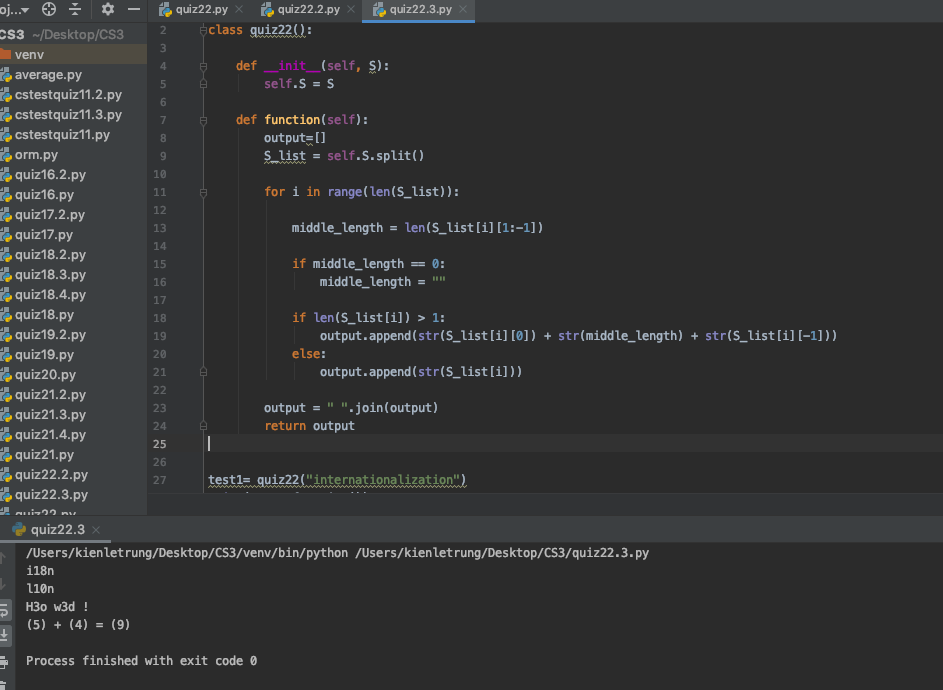 oj...
quiz22.py
quiz22.2.py
quiz22.3.py
CS3 ~/Desktop/CS3
venv
average.py
cstestquiz11.2.py
cstestquiz11.3.py
cstestquiz11.py
orm.py
quiz16.2.py
quiz16.py
quiz17.2.py
quiz17.py
quiz18.2.py
quiz18.3.py
quiz18.4.py
quiz18.py
quiz19.2.py
quiz19.py
quiz20.py
quiz21.2.py
quiz21.3.py
quiz21.4.py
quiz21.py
quiz22.2.py
quiz22.3.py
quiz22.py
2 class quiz22():
3
4 def __init__(self, S):
5 self.S = S
6
7 def function(self):
8 output=[]
9 S_list = self.S.split()
10
11 for i in range(len(S_list)):
12
13 middle_length = len(S_list[i][1:-1])
14
15 if middle_length == 0:
16 middle_length = ""
17
18 if len(S_list[i]) > 1:
19 output.append(str(S_list[i][0]) + str(middle_length) + str(S_list[i][-1]))
20 else:
21 output.append(str(S_list[i]))
22
23 output = " ".join(output)
24 return output
25
26
27 test1= quiz22("internationalization")
quiz22.3
/Users/kienletrung/Desktop/CS3/venv/bin/python /Users/kienletrung/Desktop/CS3/quiz22.3.py
i18n
l10n
H3o w3d !
(5) + (4) = (9)
Process finished with exit code 0